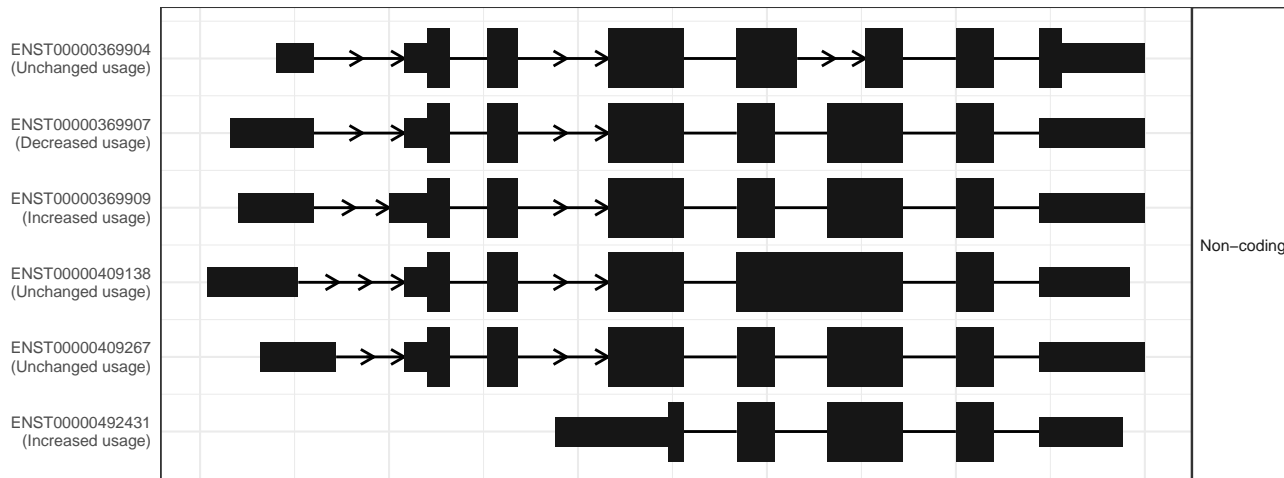 ENST00000369904
(Unchanged usage)
ENST00000369907
(Decreased usage)
ENST00000369909
(Increased usage)
ENST00000409138
(Unchanged usage)
ENST00000409267
(Unchanged usage)
ENST00000492431
(Increased usage)
Non−coding